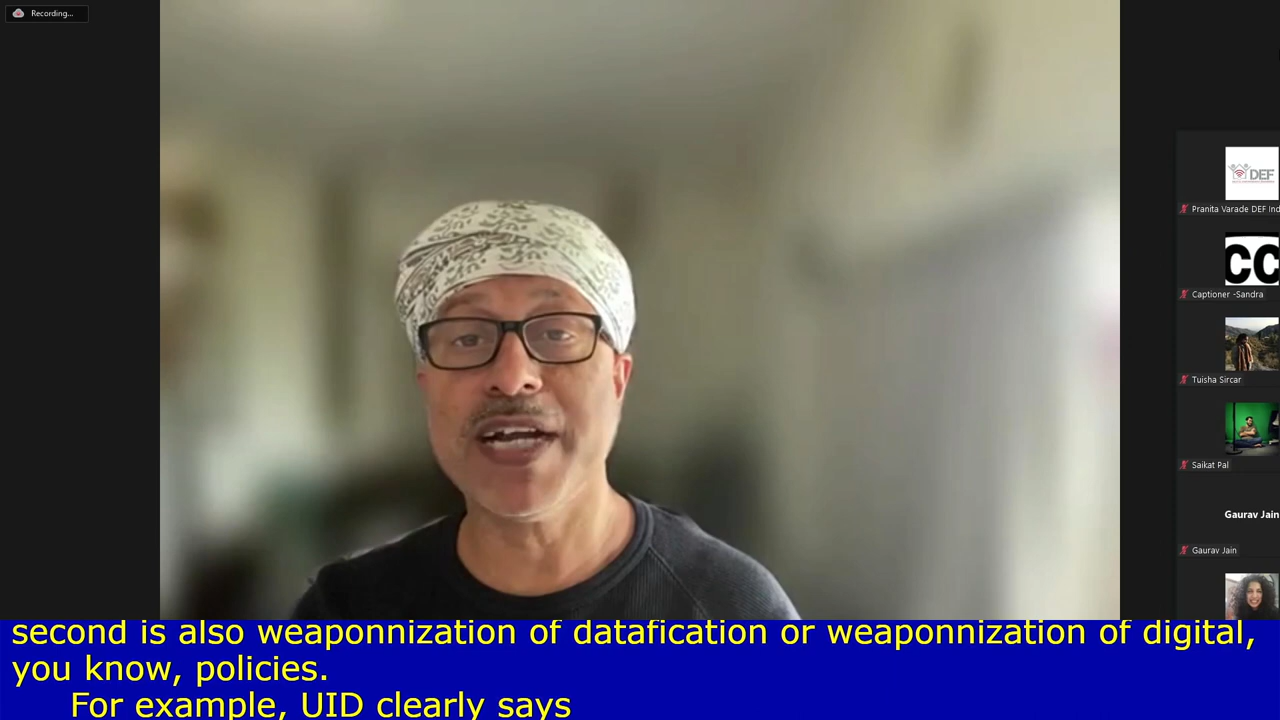 Recording...
DEF
Pranita Varade DEF Ind
CC
Captioner -Sandra
Tuisha Sircar
Saikat Pal
Gaurav Jain
Gaurav Jain
second is also weaponnization of datafication or weaponnization of digital,
you know, policies.
For example, UID clearly says